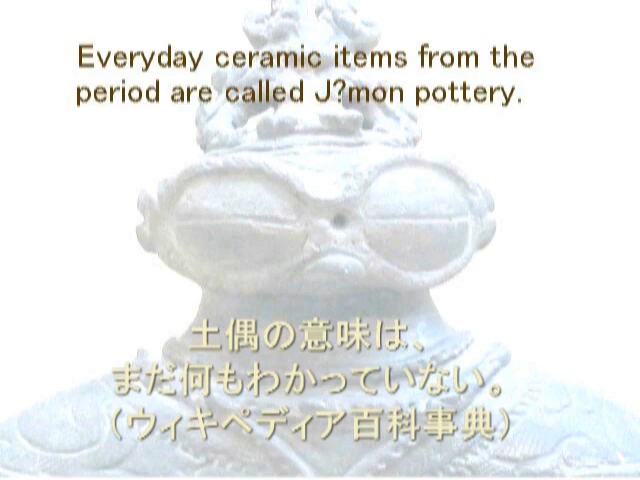 Everyday ceramic items from the
period are called J?mon pottery.
土偶の意味は、
まだ何もわかっていない。
（ウィキペディア百科事典）